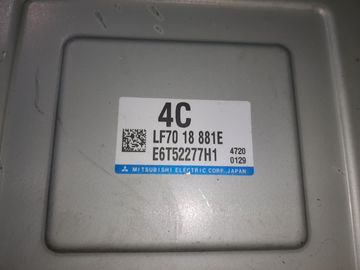 4C
LF70 18 881E
E6T52277H1 4720
0129
MITSUBISHI ELECTRIC CORP. JAPAN